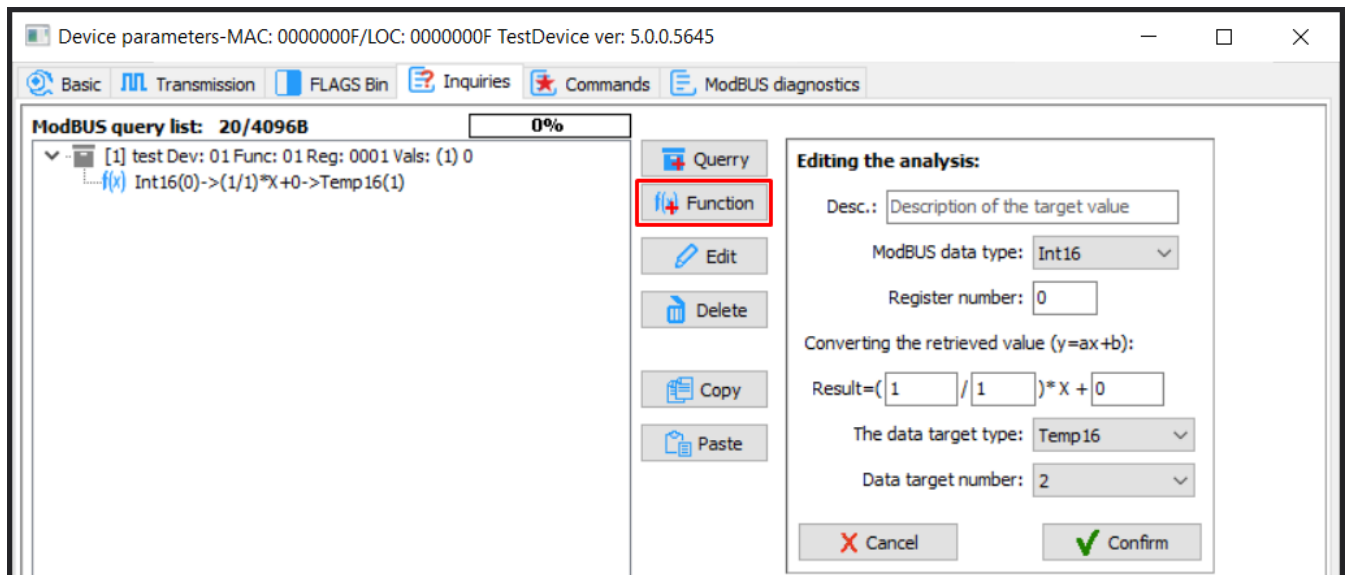 Device parameters-MAC: 0000000F/LOC: 0000000F TestDevice ver: 5.0.0.5645
Basic Transmission FLAGS Bin Inquiries Commands ModBUS diagnostics
ModBUS query list: 20/4096B 0%
[1] test Dev: 01 Func: 01 Reg: 0001 Vals: (1) 0
f(x) Int16(0)->(1/1)*X+0->Temp16(1)
Querry
Function
Edit
Delete
Copy
Paste
Editing the analysis:
Desc.: Description of the target value
ModBUS data type: Int16
Register number: 0
Converting the retrieved value (y=ax+b):
Result=( 1 / 1 )* X + 0
The data target type: Temp16
Data target number: 2
Cancel Confirm